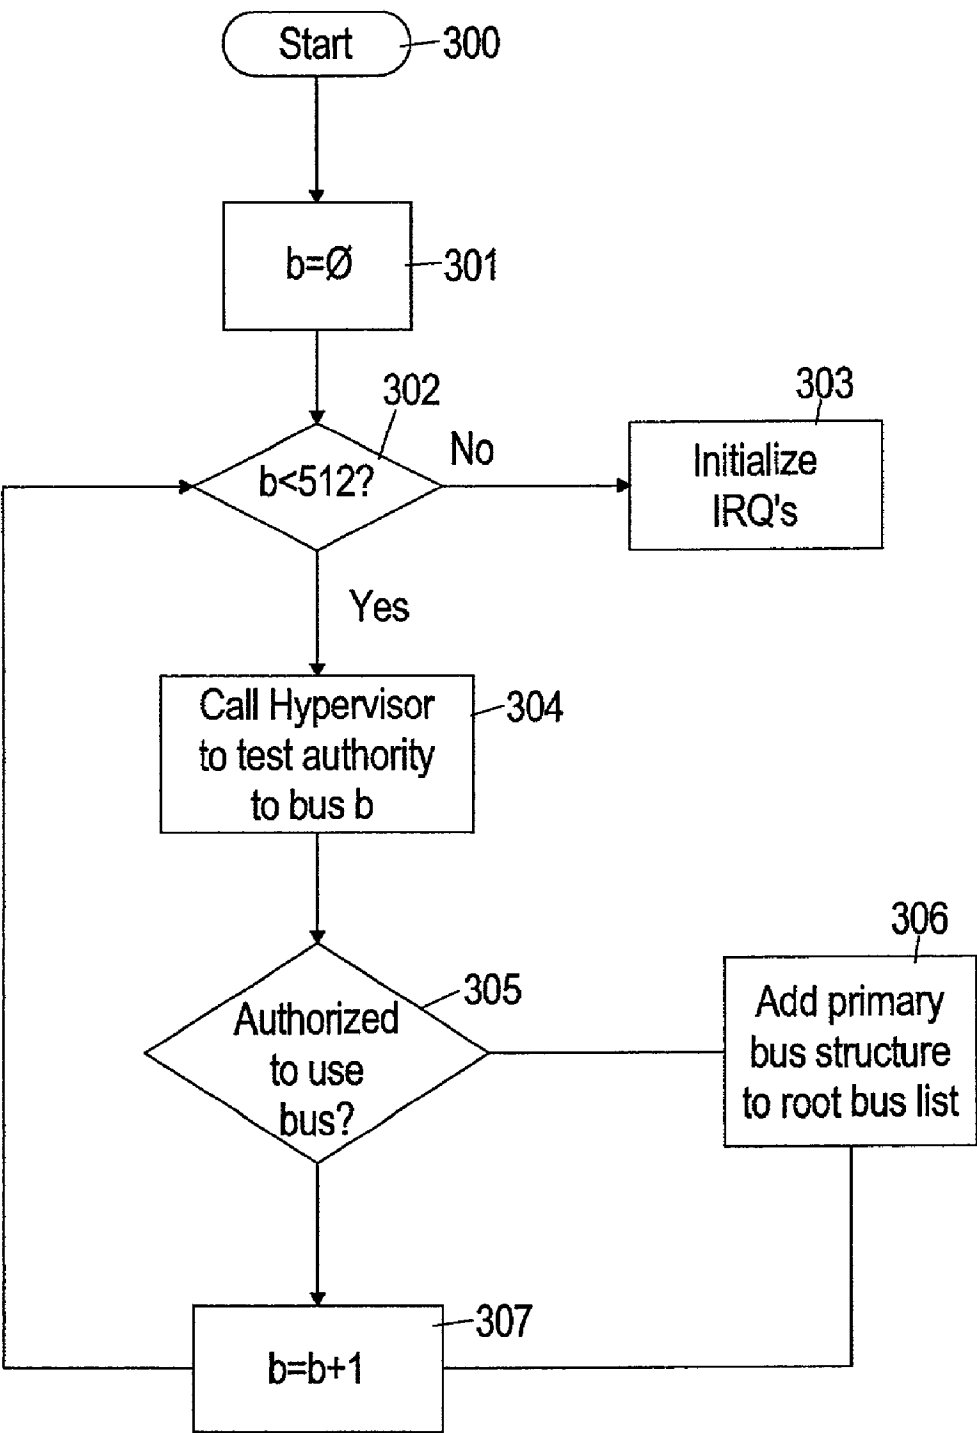 Start
300
b=Ø
301
302
303
b<512?
No
Initialize
IRQ's
Yes
Call Hypervisor
to test authority
to bus b
304
305
306
Authorized
to use
bus?
Add primary
bus structure
to root bus list
307
b=b+1